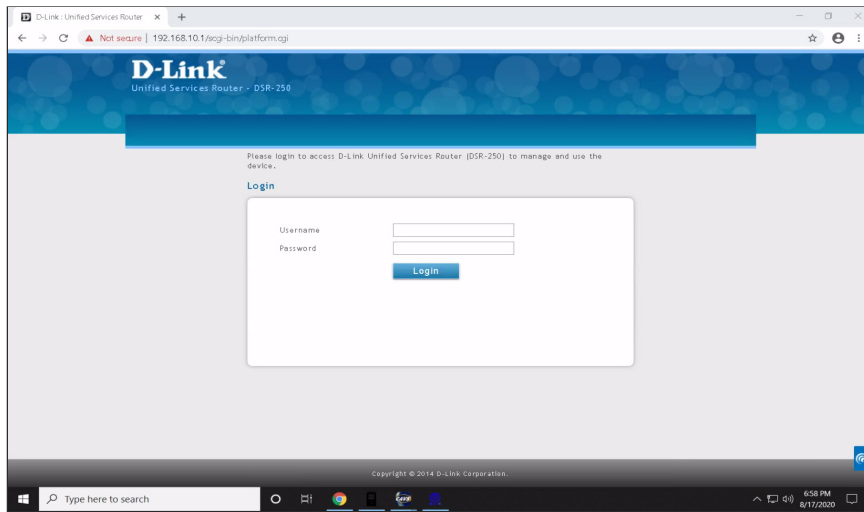 D-Link : Unified Services Router
Not secure | 192.168.10.1/scgi-bin/platform.cgi
D-Link
Unified Services Router - DSR-250
Please login to access D-Link Unified Services Router (DSR-250) to manage and use the
device.
Login
Username
Password
Login
Copyright © 2014 D-Link Corporation.
Type here to search
6:58 PM
8/17/2020